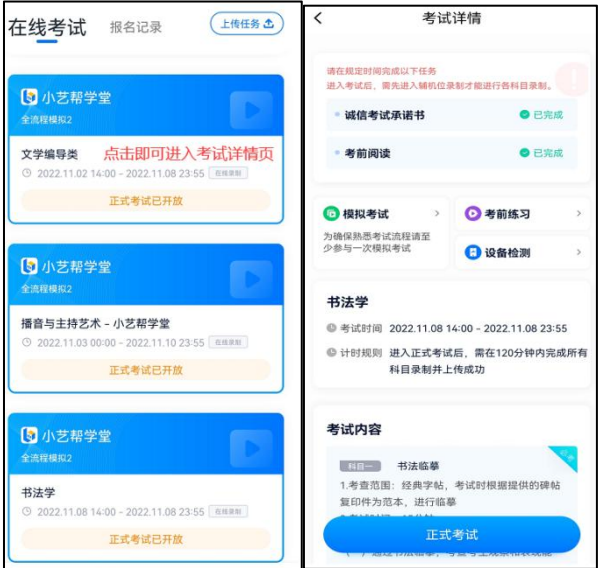 在线考试
报名记录
上传任务
小艺帮学堂
全流程模拟2
文学编导类
点击即可进入考试详情页
2022.11.02 14:00 - 2022.11.08 23:55
在线录制
正式考试已开放
小艺帮学堂
全流程模拟2
播音与主持艺术 - 小艺帮学堂
2022.11.03 00:00 - 2022.11.10 23:55
在线录制
正式考试已开放
小艺帮学堂
全流程模拟2
书法学
2022.11.08 14:00 - 2022.11.08 23:55
在线录制
正式考试已开放
考试详情
请在规定时间完成以下任务
进入考试后，需先进入辅机位录制才能进行各科目录制。
诚信考试承诺书
已完成
考前阅读
已完成
模拟考试
为确保熟悉考试流程请至
少参与一次模拟考试
考前练习
设备检测
书法学
考试时间 2022.11.08 14:00 - 2022.11.08 23:55
计时规则 进入正式考试后，需在120分钟内完成所有
科目录制并上传成功
考试内容
必考
科目一 书法临摹
1.考查范围：经典字帖，考试时根据提供的碑帖
复印件为范本，进行临摹
正式考试